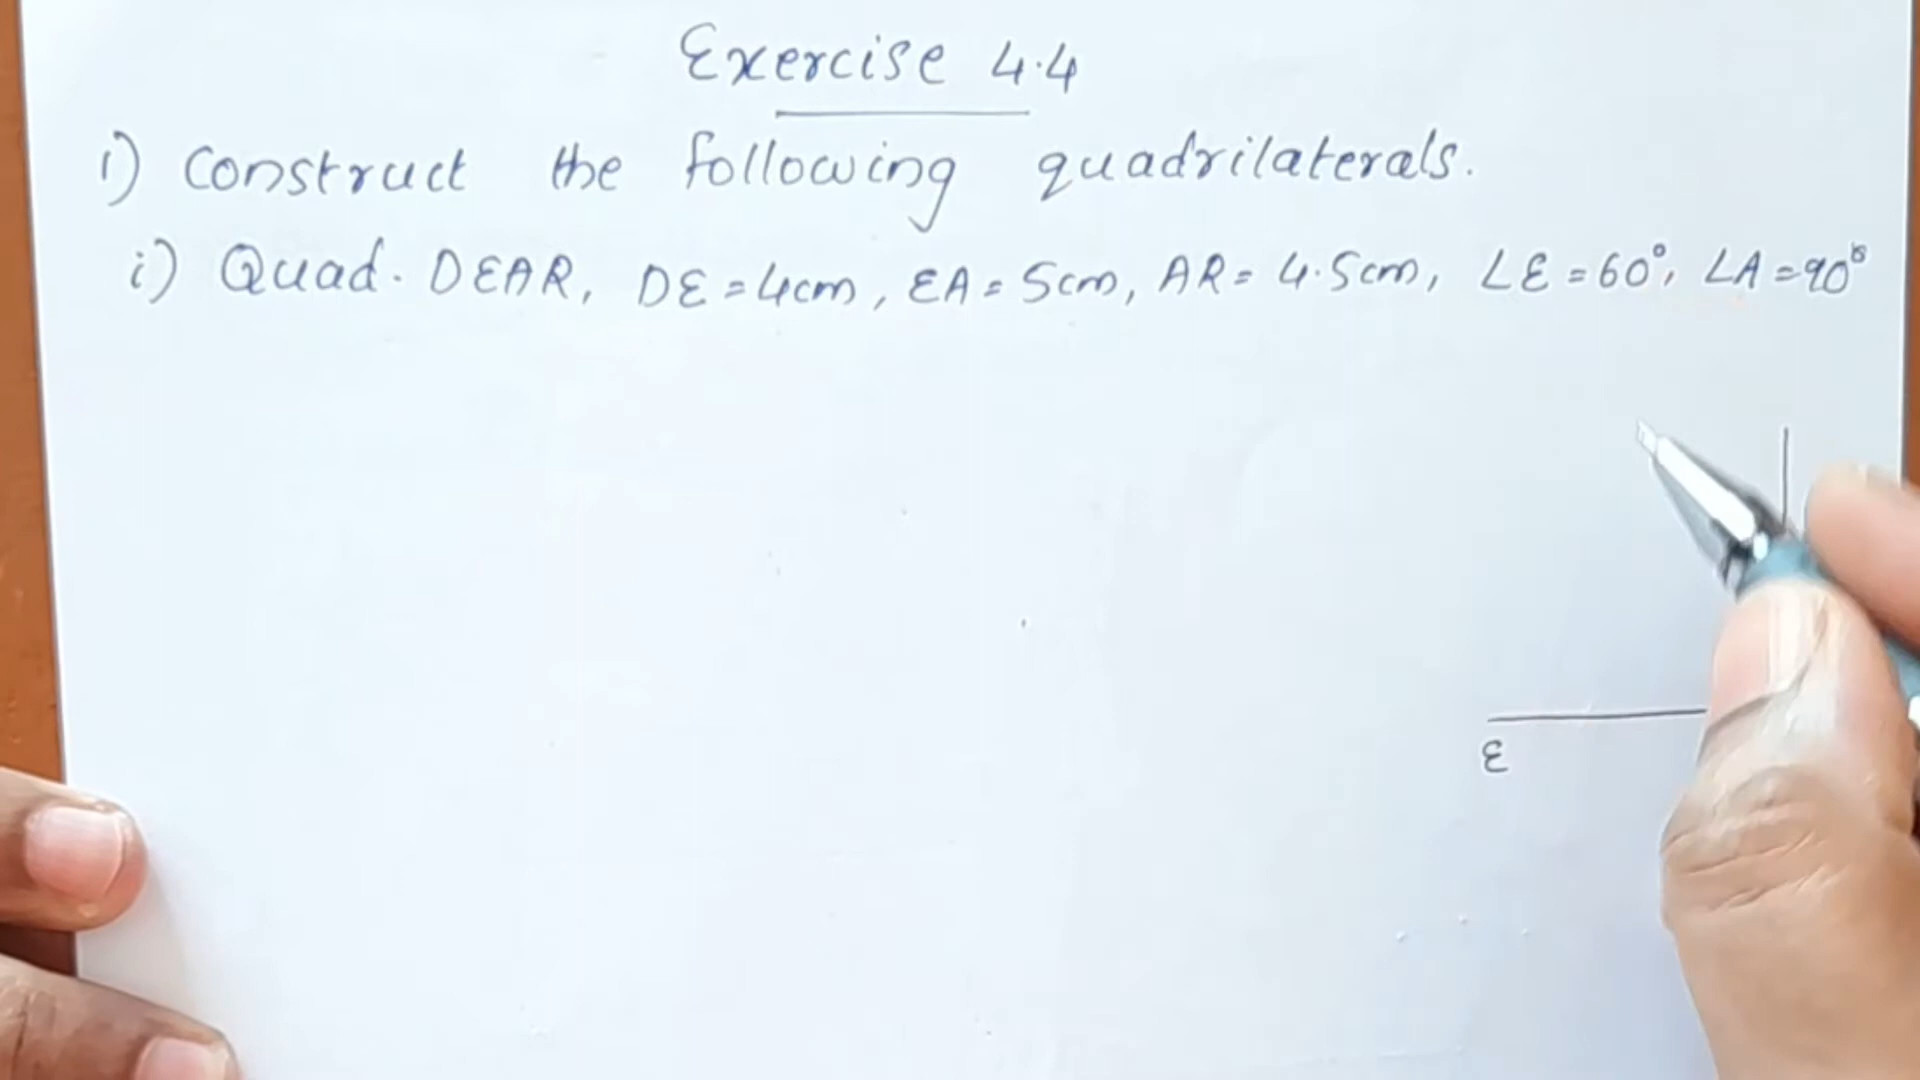 Exercise 4.4
1) Construct the following quadrilaterals.
i) Quad. DEAR, DE = 4cm, EA = 5cm, AR = 4.5cm, ∠E = 60°, ∠A = 90°
E